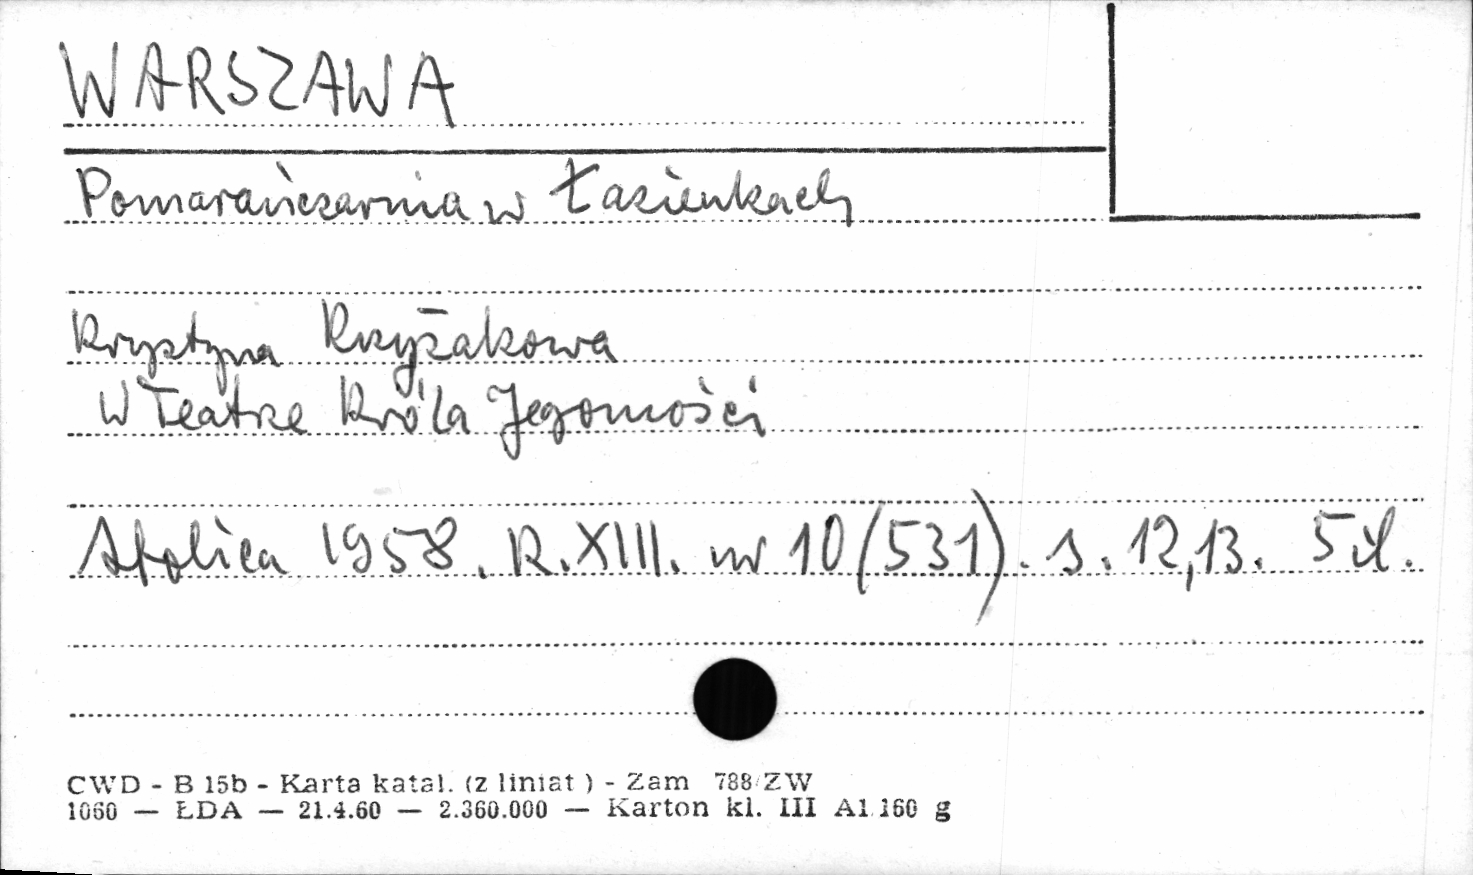 WARSZAWA
Pomarańczarnia w Łazienkach
Krystyna Krzyżakowa
W Teatrze Króla Jegomości
Stolica 1958. R.XIII. nr 10 (531). s. 12,13. 5 il.
CWD - B 15b - Karta katal. (z liniat ) - Zam 788/ZW
1060 — ŁDA — 21.4.60 — 2.360.000 — Karton kl. III A1 160 g